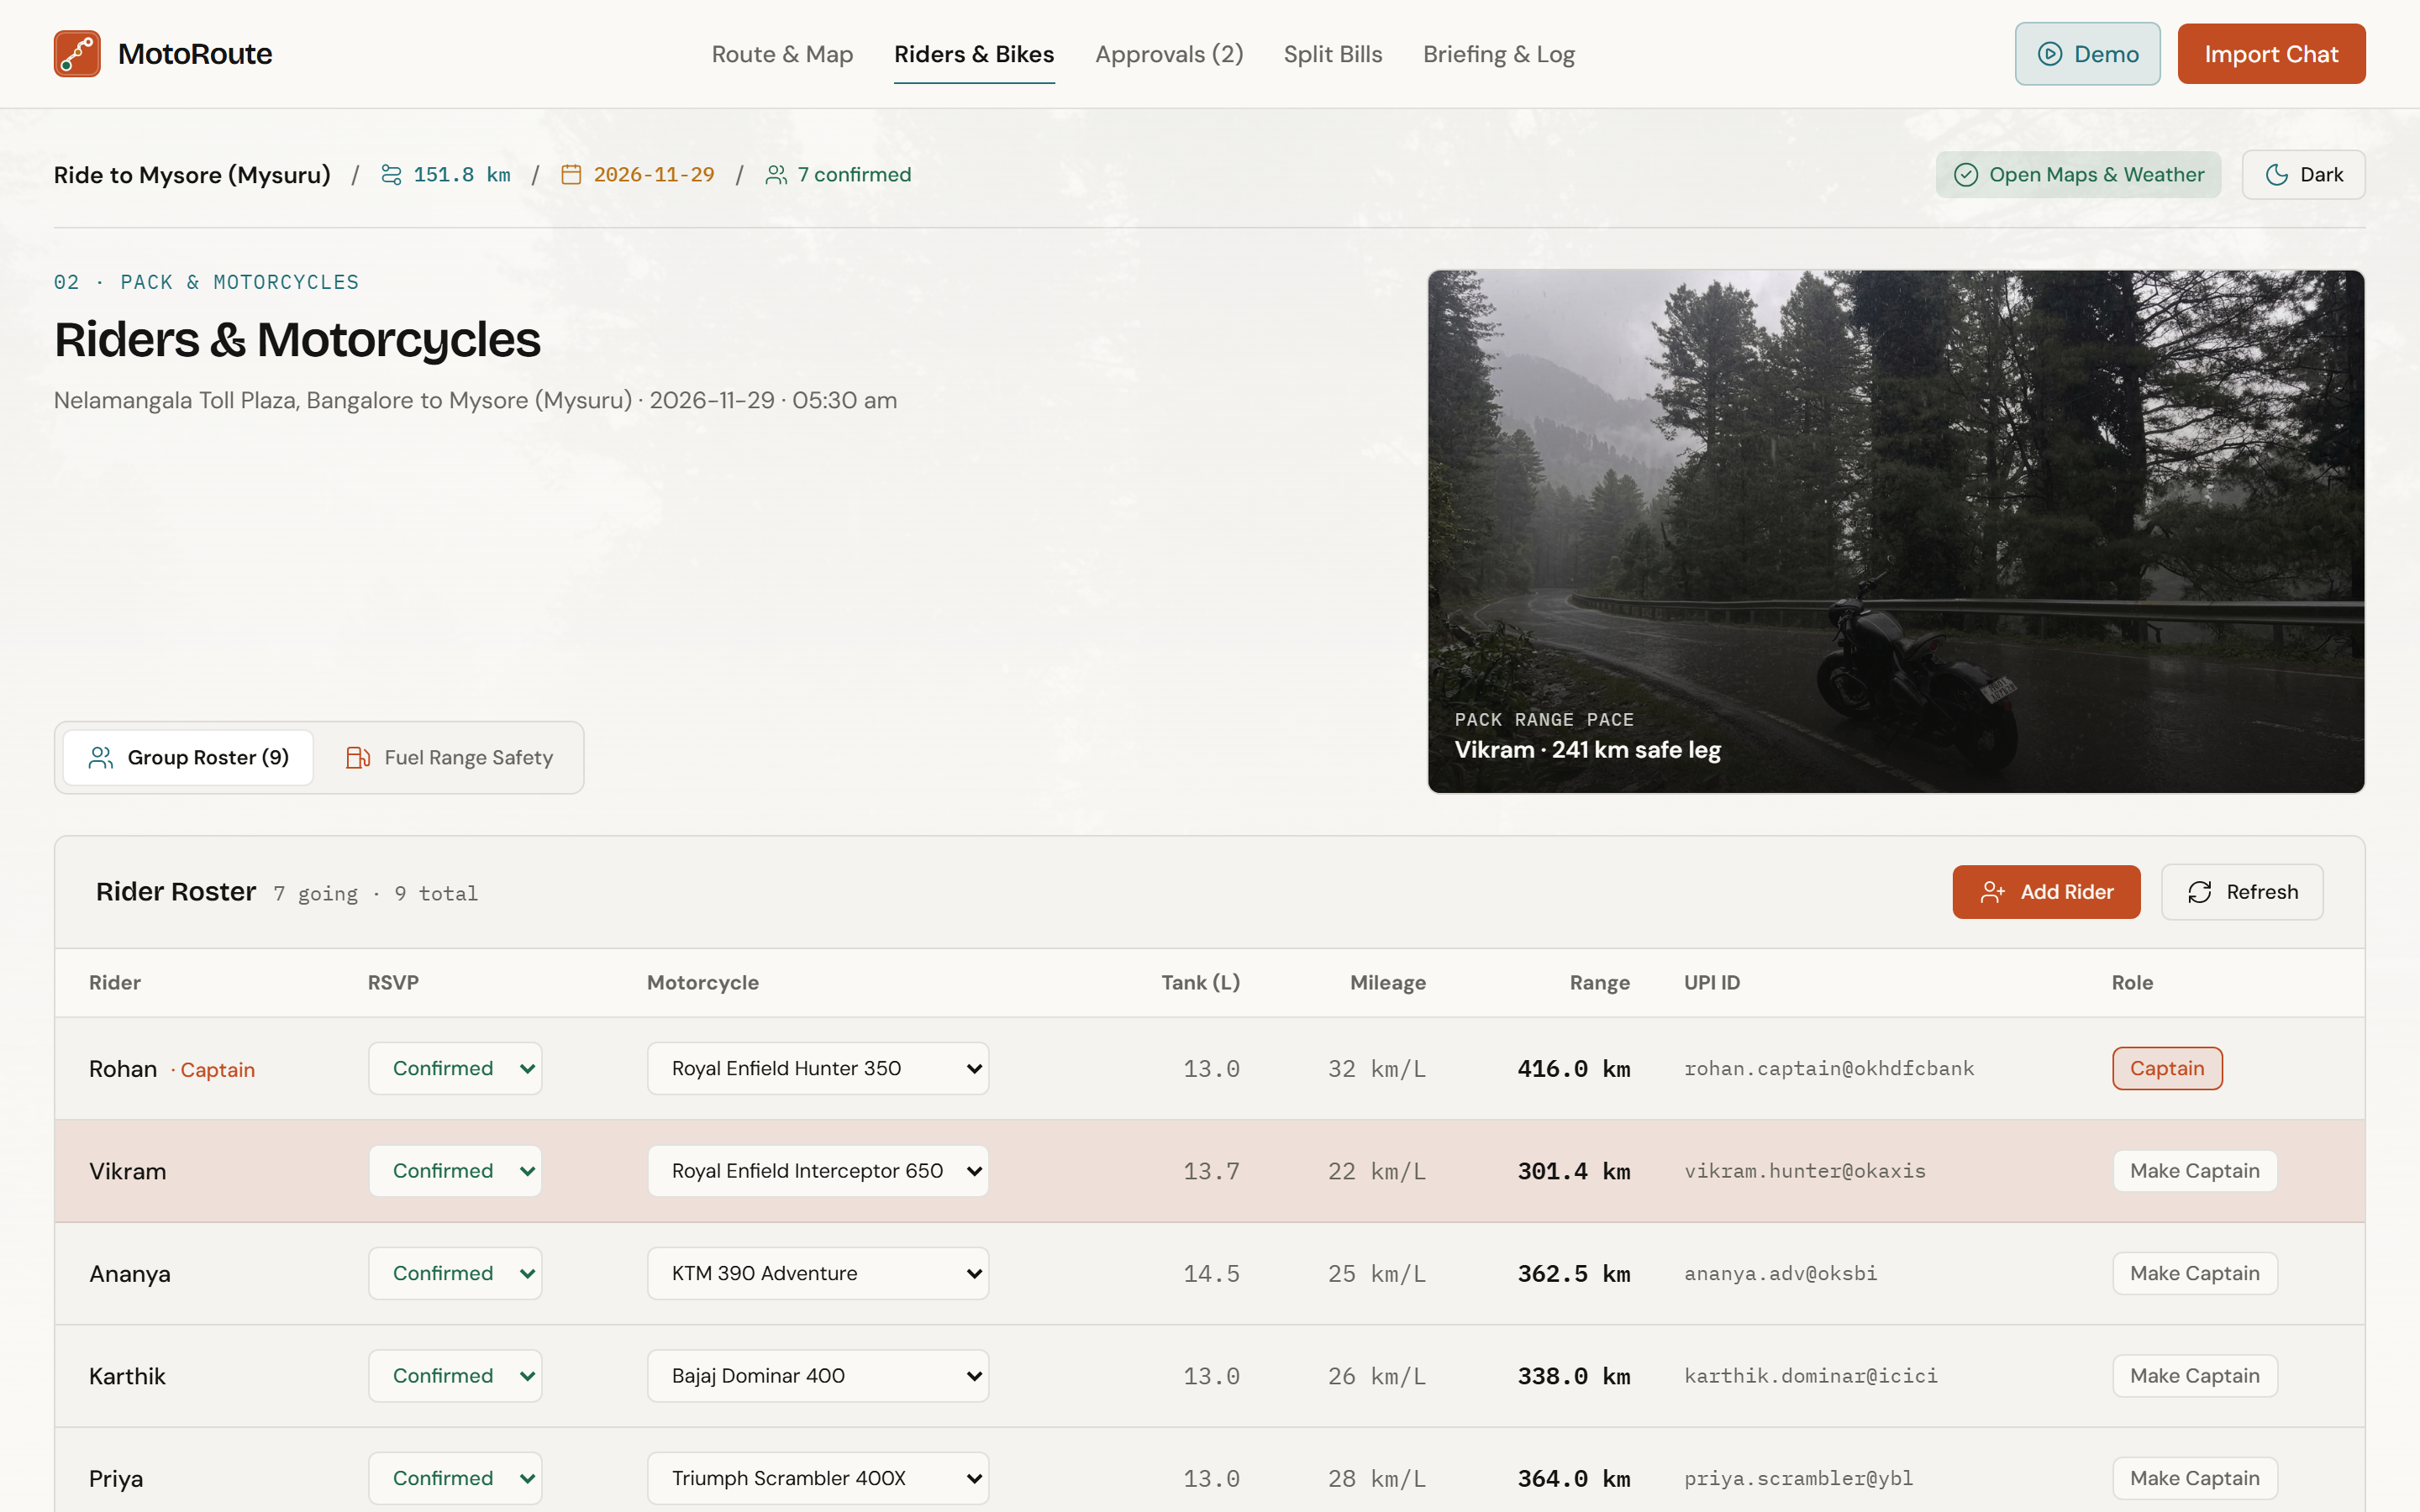 MotoRoute
Route & Map
Riders & Bikes
Approvals (2)
Split Bills
Briefing & Log
Demo
Import Chat
Ride to Mysore (Mysuru) / 151.8 km / 2026-11-29 / 7 confirmed
Open Maps & Weather
Dark
02 · PACK & MOTORCYCLES
Riders & Motorcycles
Nelamangala Toll Plaza, Bangalore to Mysore (Mysuru) · 2026-11-29 · 05:30 am
PACK RANGE PACE
Vikram · 241 km safe leg
Group Roster (9)
Fuel Range Safety
Rider Roster 7 going · 9 total
Add Rider
Refresh
Rider RSVP Motorcycle Tank (L) Mileage Range UPI ID Role
Rohan · Captain Confirmed Royal Enfield Hunter 350 13.0 32 km/L 416.0 km rohan.captain@okhdfcbank Captain
Vikram Confirmed Royal Enfield Interceptor 650 13.7 22 km/L 301.4 km vikram.hunter@okaxis Make Captain
Ananya Confirmed KTM 390 Adventure 14.5 25 km/L 362.5 km ananya.adv@oksbi Make Captain
Karthik Confirmed Bajaj Dominar 400 13.0 26 km/L 338.0 km karthik.dominar@icici Make Captain
Priya Confirmed Triumph Scrambler 400X 13.0 28 km/L 364.0 km priya.scrambler@ybl Make Captain